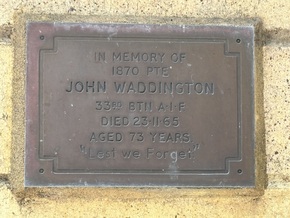 IN MEMORY OF
1870 PTE
JOHN WADDINGTON
33RD BTN A·I·F
DIED 23·11·65
AGED 73 YEARS
"Lest we Forget"